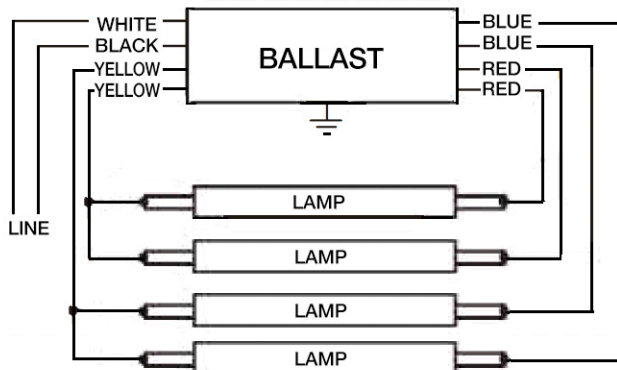 WHITE
BLACK
YELLOW
YELLOW
BALLAST
BLUE
BLUE
RED
RED
LINE
LAMP
LAMP
LAMP
LAMP